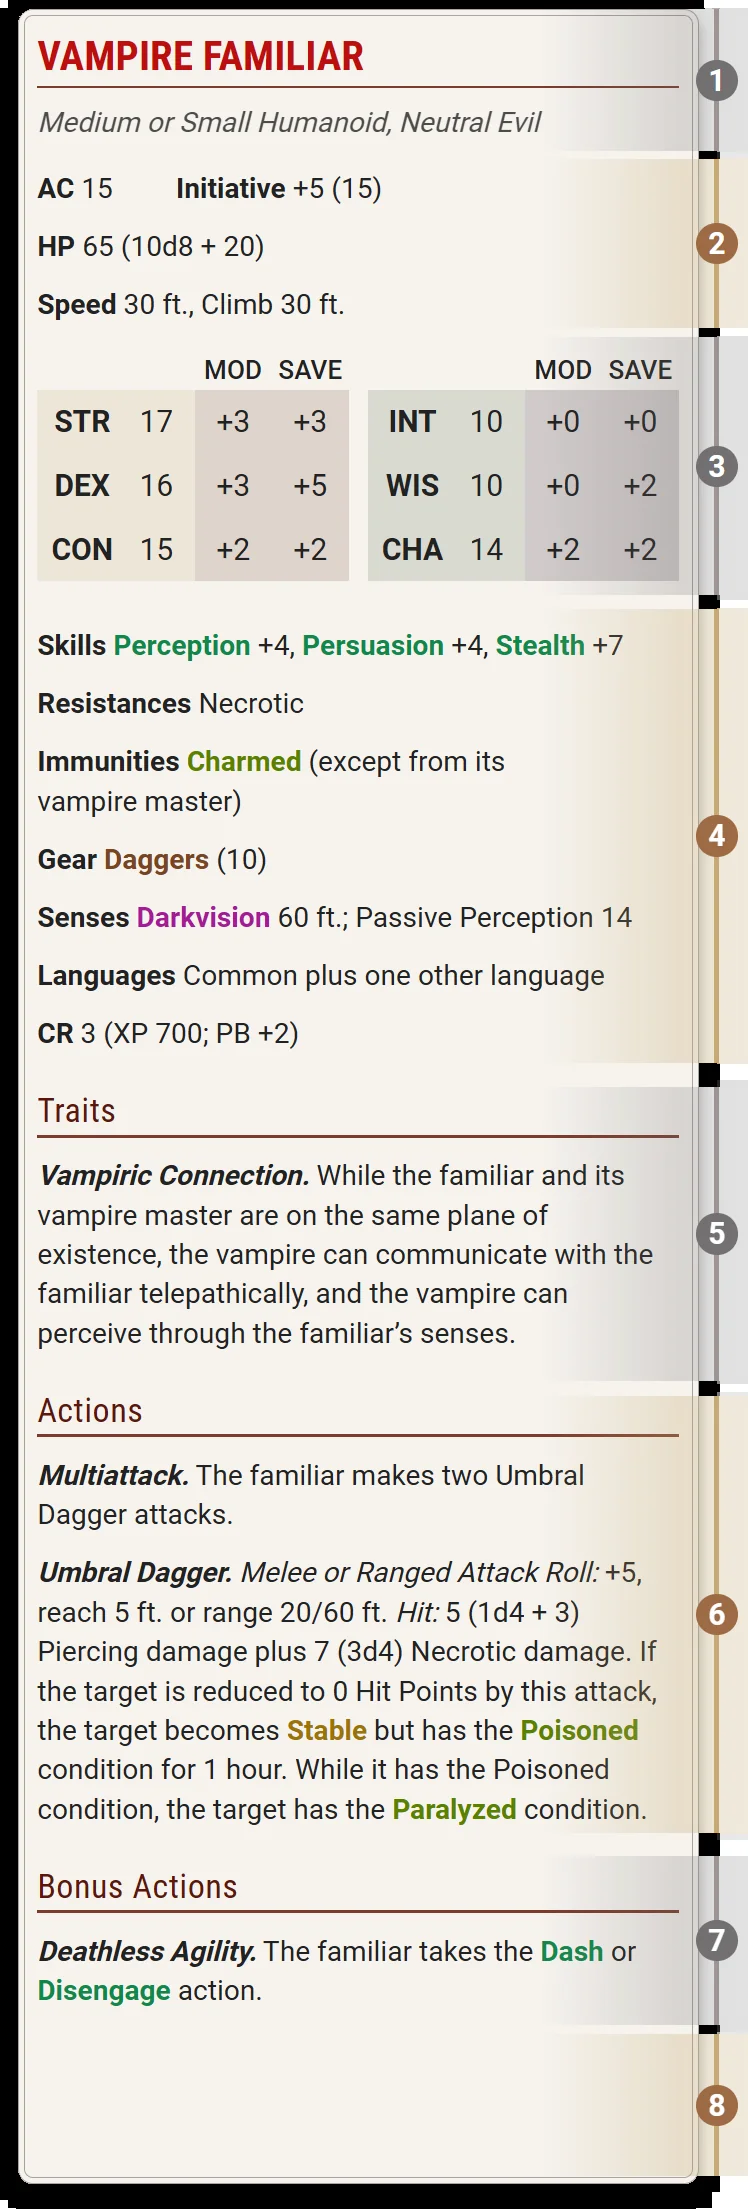 VAMPIRE FAMILIAR
1
Medium or Small Humanoid, Neutral Evil
AC 15 Initiative +5 (15)
HP 65 (10d8 + 20)
2
Speed 30 ft., Climb 30 ft.
MOD SAVE MOD SAVE
STR 17 +3 +3 INT 10 +0 +0
DEX 16 +3 +5 WIS 10 +0 +2
3
CON 15 +2 +2 CHA 14 +2 +2
Skills Perception +4, Persuasion +4, Stealth +7
Resistances Necrotic
Immunities Charmed (except from its
vampire master)
4
Gear Daggers (10)
Senses Darkvision 60 ft.; Passive Perception 14
Languages Common plus one other language
CR 3 (XP 700; PB +2)
Traits
Vampiric Connection. While the familiar and its
vampire master are on the same plane of
existence, the vampire can communicate with the
5
familiar telepathically, and the vampire can
perceive through the familiar’s senses.
Actions
Multiattack. The familiar makes two Umbral
Dagger attacks.
Umbral Dagger. Melee or Ranged Attack Roll: +5,
reach 5 ft. or range 20/60 ft. Hit: 5 (1d4 + 3)
6
Piercing damage plus 7 (3d4) Necrotic damage. If
the target is reduced to 0 Hit Points by this attack,
the target becomes Stable but has the Poisoned
condition for 1 hour. While it has the Poisoned
condition, the target has the Paralyzed condition.
Bonus Actions
Deathless Agility. The familiar takes the Dash or
7
Disengage action.
8